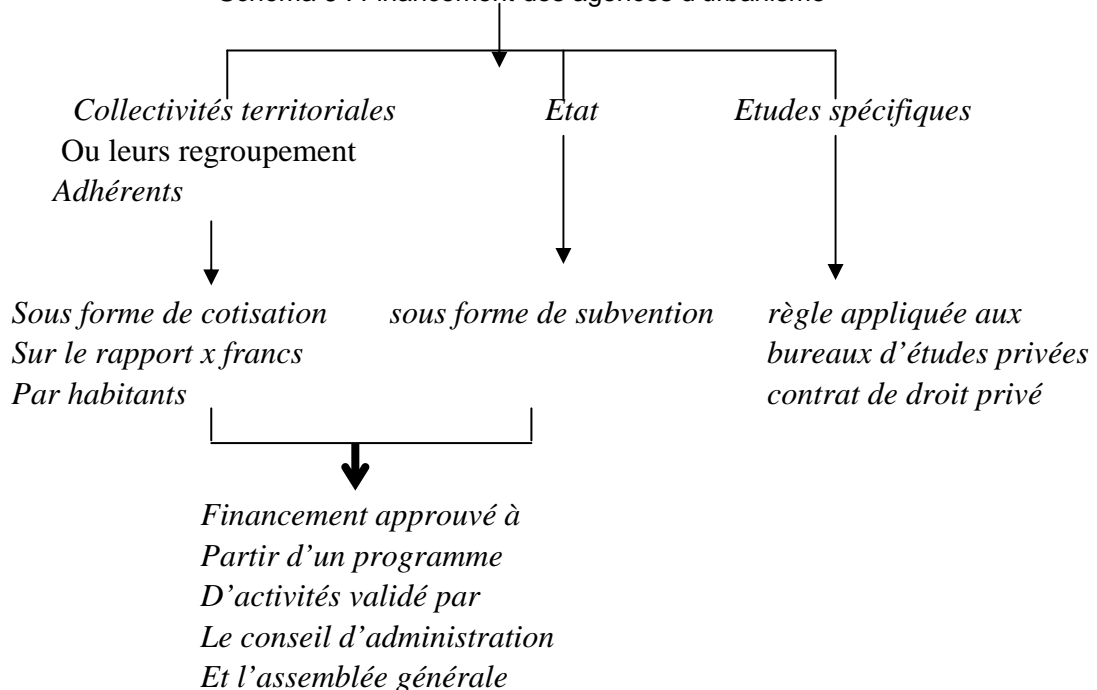 Schéma 3 : Financement des agences d'urbanisme
Collectivités territoriales
Ou leurs regroupement
Adhérents
Etat
Etudes spécifiques
Sous forme de cotisation
Sur le rapport x francs
Par habitants
sous forme de subvention
règle appliquée aux
bureaux d'études privées
contrat de droit privé
Financement approuvé à
Partir d'un programme
D'activités validé par
Le conseil d'administration
Et l'assemblée générale